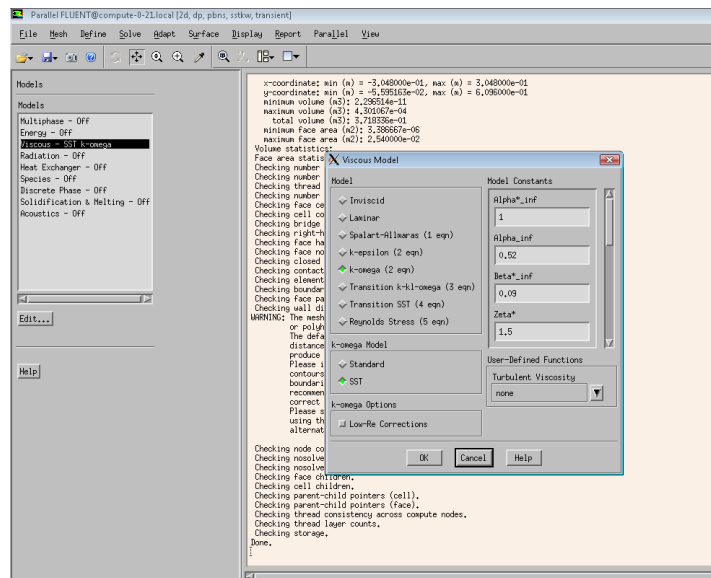 Parallel FLUENT@compute-0-21.local [2d, dp, pbns, sstkw, transient]
File Mesh Define Solve Adapt Surface Display Report Parallel View
Models
Models
Multiphase - Off
Energy - Off
Viscous - SST k-omega
Radiation - Off
Heat Exchanger - Off
Species - Off
Discrete Phase - Off
Solidification & Melting - Off
Acoustics - Off
Edit...
Help
x-coordinate: min (m) = -3.048000e-01, max (m) = 3.048000e-01
y-coordinate: min (m) = -5.595163e-02, max (m) = 6.096000e-01
minimum volume (m3): 2.296514e-11
maximum volume (m3): 4.301067e-04
total volume (m3): 3.718336e-01
minimum face area (m2): 3.386667e-06
maximum face area (m2): 2.540000e-02
Volume statistics:
Face area statis
Checking number
Checking number
Checking thread
Checking number
Checking face ce
Checking cell co
Checking bridge
Checking right-h
Checking face ha
Checking face no
Checking closed
Checking contact
Checking element
Checking boundar
Checking face pa
Checking wall di
WARNING: The mesh
or polyh
The defa
distance
produce
Please i
contours
boundari
recommen
correct
Please s
using th
alternat
Checking node co
Checking nosolve
Checking nosolve
Checking face children.
Checking cell children.
Checking parent-child pointers (cell).
Checking parent-child pointers (face).
Checking thread consistency across compute nodes.
Checking thread layer counts.
Checking storage.
Done.
Viscous Model
Model
Inviscid
Laminar
Spalart-Allmaras (1 eqn)
k-epsilon (2 eqn)
k-omega (2 eqn)
Transition k-kl-omega (3 eqn)
Transition SST (4 eqn)
Reynolds Stress (5 eqn)
k-omega Model
Standard
SST
k-omega Options
Low-Re Corrections
Model Constants
Alpha*_inf
1
Alpha_inf
0.52
Beta*_inf
0.09
Zeta*
1.5
User-Defined Functions
Turbulent Viscosity
none
OK Cancel Help